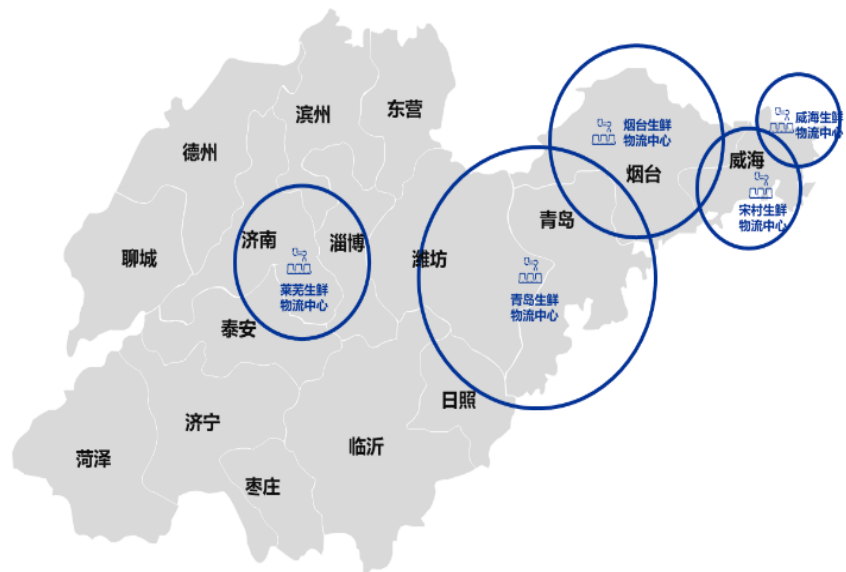 滨州
东营
德州
烟台生鲜
物流中心
威海生鲜
物流中心
烟台
威海
宋村生鲜
物流中心
青岛
济南
淄博
潍坊
聊城
莱芜生鲜
物流中心
青岛生鲜
物流中心
泰安
日照
济宁
临沂
菏泽
枣庄